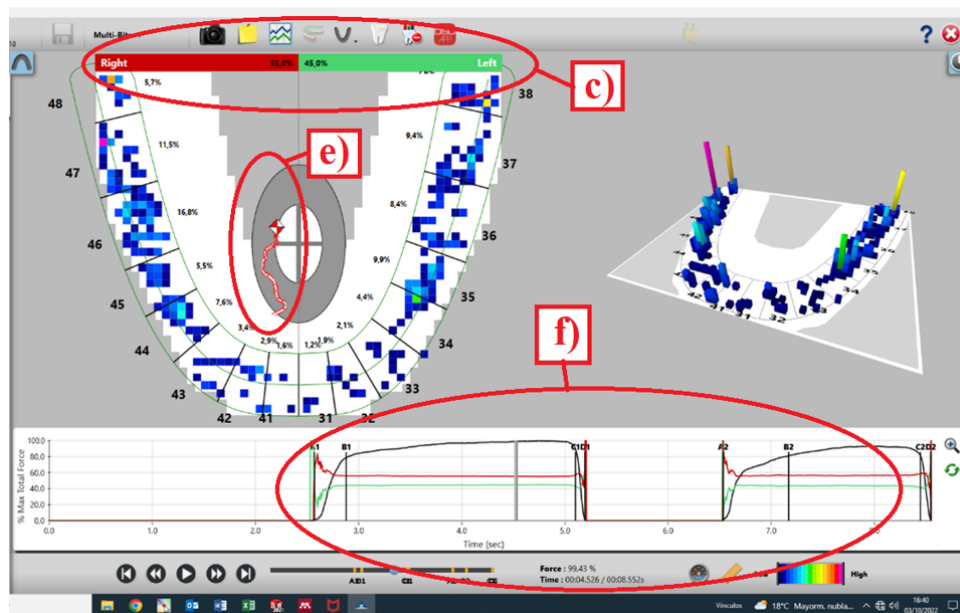 18
Multi-Bite
Right 55,0% 45,0% Left
c)
48
5,7%
38
11,5%
9,4%
e)
47
37
16,8%
8,4%
46
36
5,5%
9,9%
45
35
7,6%
4,4%
3,4%
2,1%
2,9% 1,6% 1,2% 1,9%
44
34
43
33
42 41 31 32
f)
% Max Total Force
100.0
80.0
60.0
40.0
20.0
0.0
A1 B1 C1 D1 A2 B2 C2 D2
0.0 1.0 2.0 3.0 4.0 5.0 6.0 7.0
Time (sec)
Force : 99.43 %
Time : 00:04.526 / 00:08.552s
High
Vínculos 18°C Mayorm. nubla...
16:40
03/10/2022